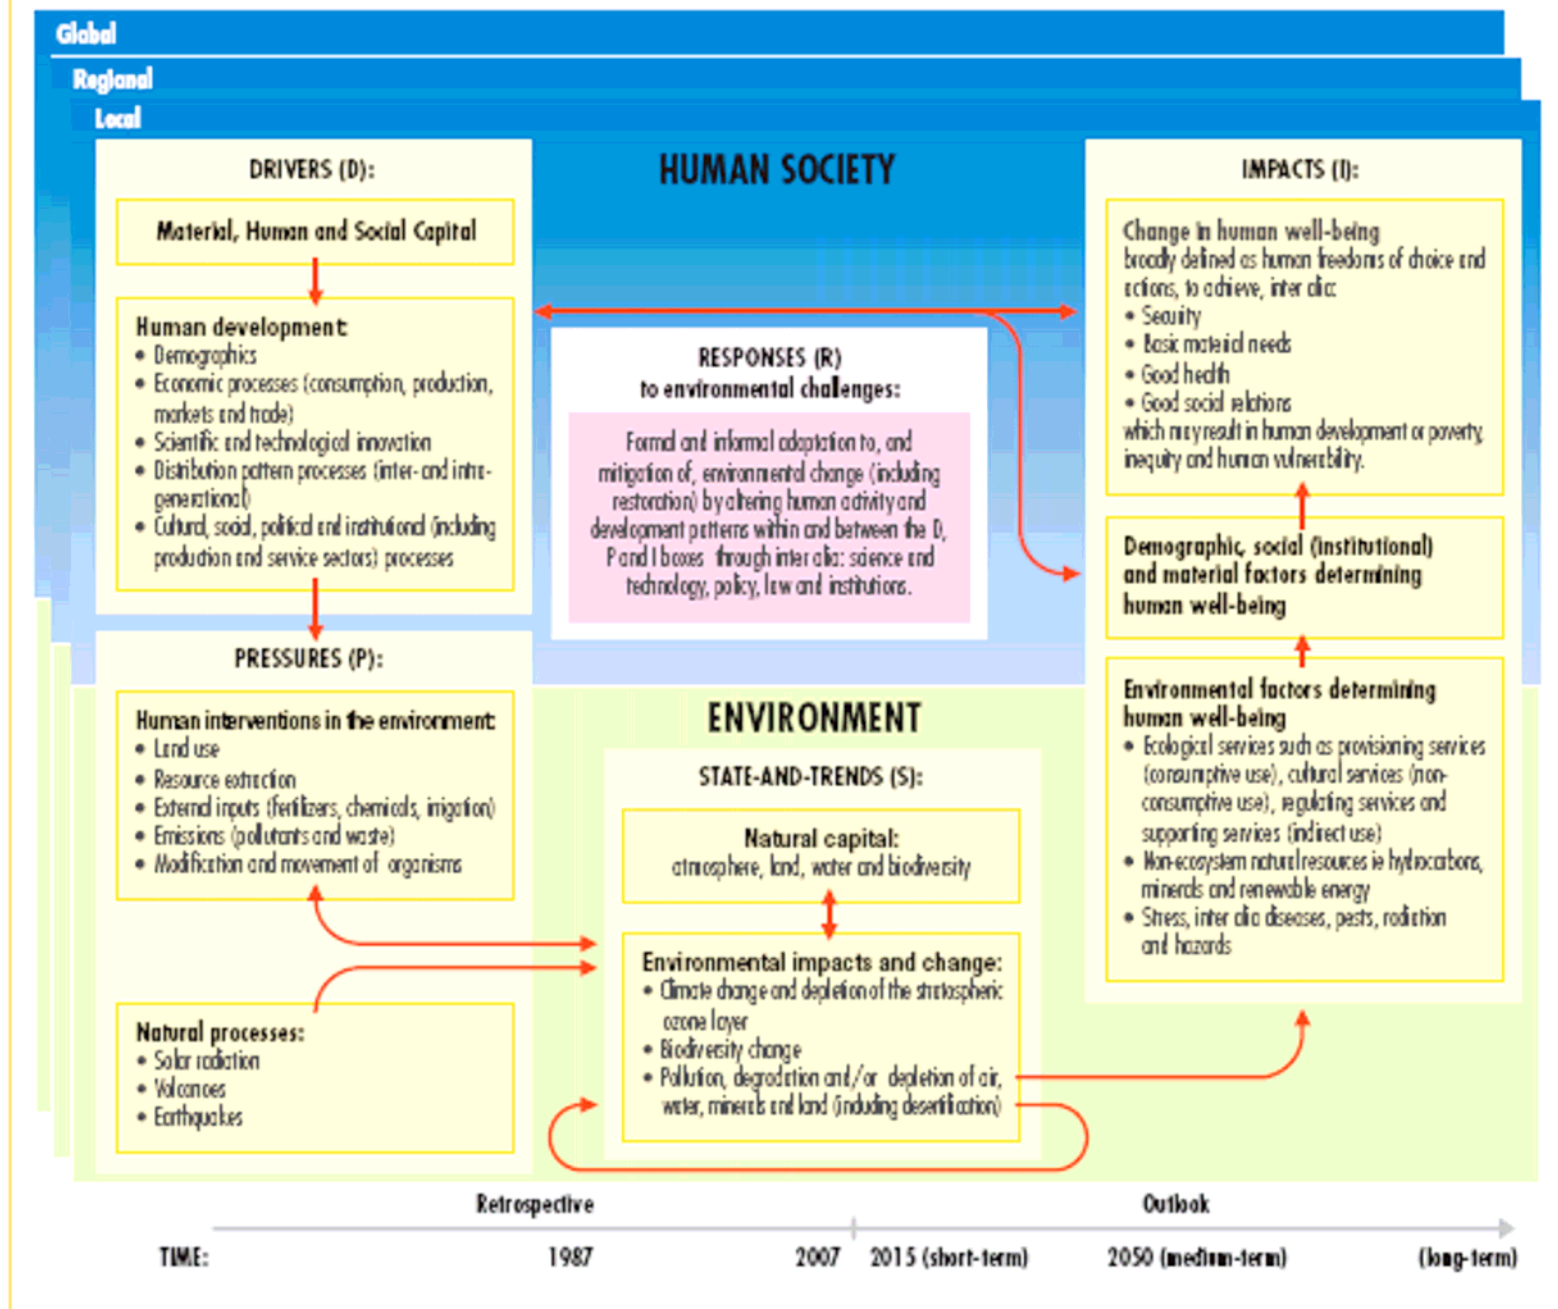 Global
Regional
Local
DRIVERS (D):
Material, Human and Social Capital
Human development:
• Demographics
• Economic processes (consumption, production,
markets and trade)
• Scientific and technological innovation
• Distribution pattern processes (inter- and intra-
generational)
• Cultural, social, political and institutional (including
production and service sectors) processes
PRESSURES (P):
Human interventions in the environment:
• Land use
• Resource extraction
• External inputs (fertilizers, chemicals, irrigation)
• Emissions (pollutants and waste)
• Modification and movement of organisms
Natural processes:
• Solar radiation
• Volcanoes
• Earthquakes
HUMAN SOCIETY
RESPONSES (R)
to environmental challenges:
Formal and informal adaptation to, and
mitigation of, environmental change (including
restoration) by altering human activity and
development patterns within and between the D,
P and I boxes through inter alia: science and
technology, policy, law and institutions.
ENVIRONMENT
STATE-AND-TRENDS (S):
Natural capital:
atmosphere, land, water and biodiversity
Environmental impacts and change:
• Climate change and depletion of the stratospheric
ozone layer
• Biodiversity change
• Pollution, degradation and/or depletion of air,
water, minerals and land (including desertification)
IMPACTS (I):
Change in human well-being
broadly defined as human freedoms of choice and
actions, to achieve, inter alia:
• Security
• Basic material needs
• Good health
• Good social relations
which may result in human development or poverty,
inequity and human vulnerability.
Demographic, social (institutional)
and material factors determining
human well-being
Environmental factors determining
human well-being
• Ecological services such as provisioning services
(consumptive use), cultural services (non-
consumptive use), regulating services and
supporting services (indirect use)
• Non-ecosystem natural resources ie hydrocarbons,
minerals and renewable energy
• Stress, inter alia diseases, pests, radiation
and hazards
Retrospective
Outlook
TIME:
1987
2007
2015 (short-term)
2050 (medium-term)
(long-term)